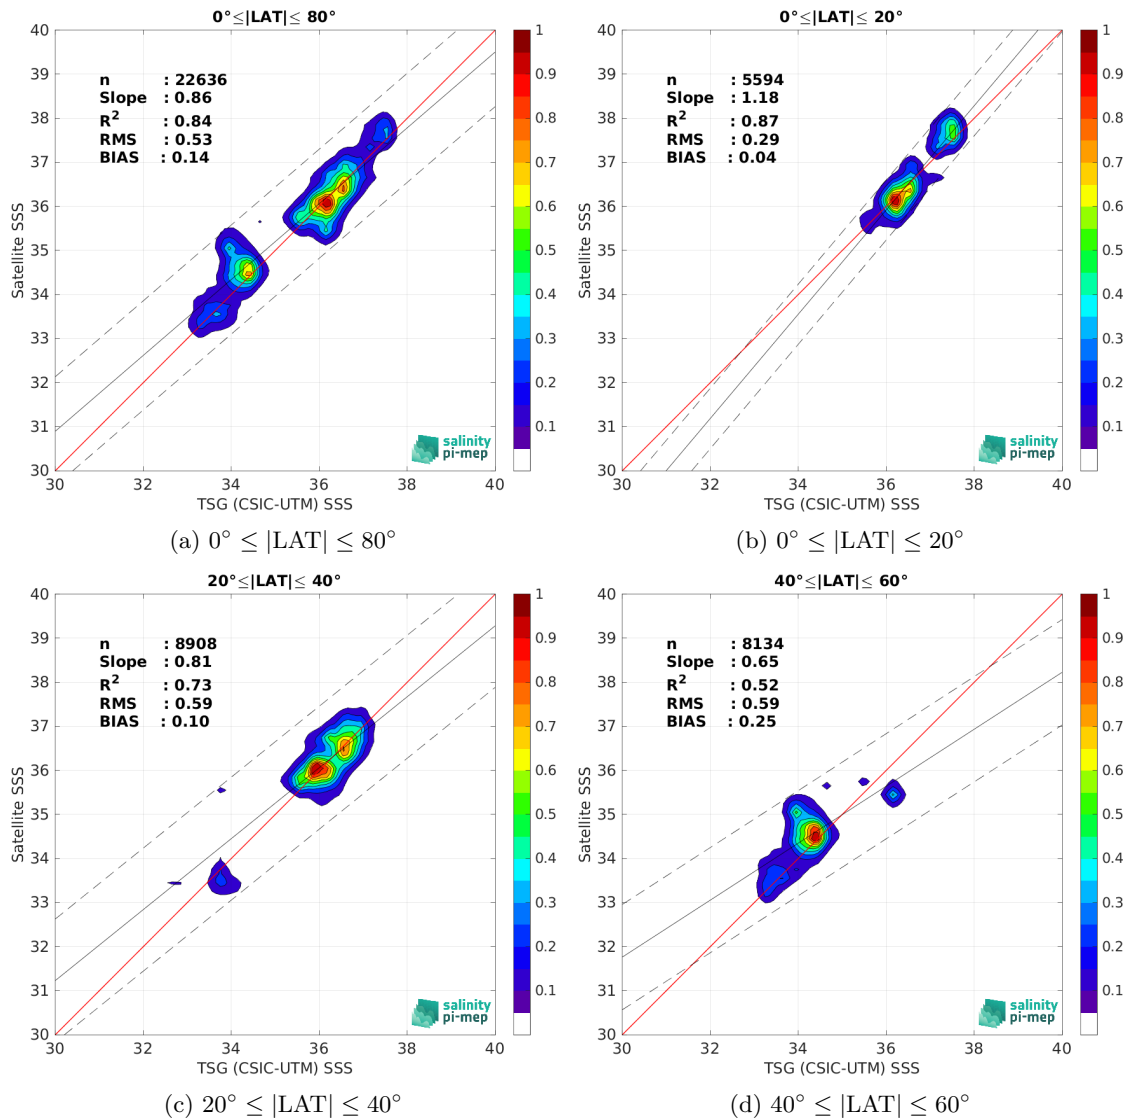 0°≤|LAT|≤ 80°
40
39
38
37
36
35
34
33
32
31
30
30 32 34 36 38 40
Satellite SSS
TSG (CSIC-UTM) SSS
n : 22636
Slope : 0.86
R² : 0.84
RMS : 0.53
BIAS : 0.14
1
0.9
0.8
0.7
0.6
0.5
0.4
0.3
0.2
0.1
salinity
pi-mep
(a) 0° ≤ |LAT| ≤ 80°
0°≤|LAT|≤ 20°
40
39
38
37
36
35
34
33
32
31
30
30 32 34 36 38 40
Satellite SSS
TSG (CSIC-UTM) SSS
n : 5594
Slope : 1.18
R² : 0.87
RMS : 0.29
BIAS : 0.04
1
0.9
0.8
0.7
0.6
0.5
0.4
0.3
0.2
0.1
salinity
pi-mep
(b) 0° ≤ |LAT| ≤ 20°
20°≤|LAT|≤ 40°
40
39
38
37
36
35
34
33
32
31
30
30 32 34 36 38 40
Satellite SSS
TSG (CSIC-UTM) SSS
n : 8908
Slope : 0.81
R² : 0.73
RMS : 0.59
BIAS : 0.10
1
0.9
0.8
0.7
0.6
0.5
0.4
0.3
0.2
0.1
salinity
pi-mep
(c) 20° ≤ |LAT| ≤ 40°
40°≤|LAT|≤ 60°
40
39
38
37
36
35
34
33
32
31
30
30 32 34 36 38 40
Satellite SSS
TSG (CSIC-UTM) SSS
n : 8134
Slope : 0.65
R² : 0.52
RMS : 0.59
BIAS : 0.25
1
0.9
0.8
0.7
0.6
0.5
0.4
0.3
0.2
0.1
salinity
pi-mep
(d) 40° ≤ |LAT| ≤ 60°